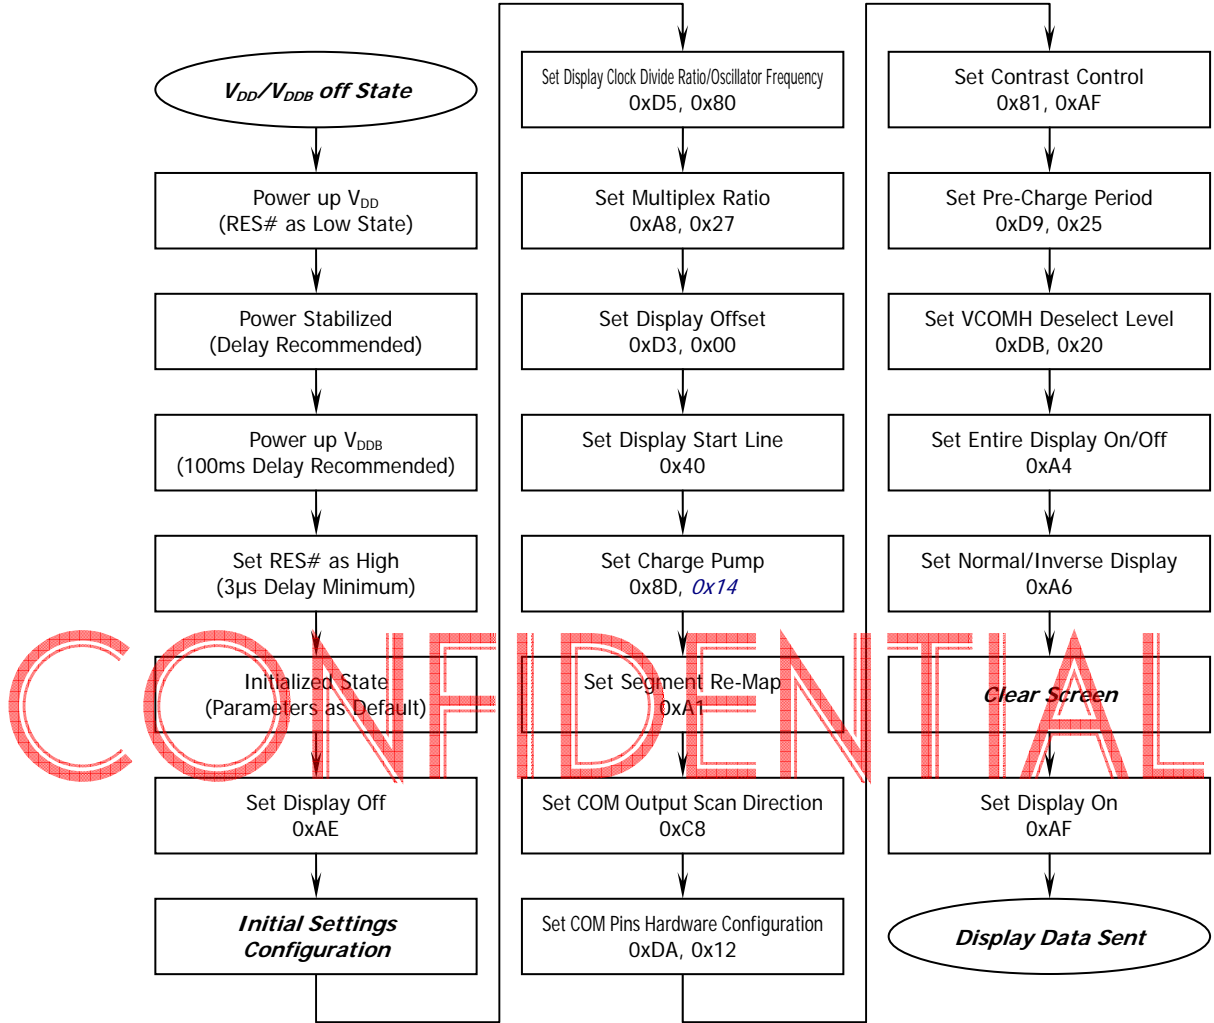 V_DD/V_DDB off State
Power up V_DD
(RES# as Low State)
Power Stabilized
(Delay Recommended)
Power up V_DDB
(100ms Delay Recommended)
Set RES# as High
(3μs Delay Minimum)
Initialized State
(Parameters as Default)
Set Display Off
0xAE
Initial Settings
Configuration
Set Display Clock Divide Ratio/Oscillator Frequency
0xD5, 0x80
Set Multiplex Ratio
0xA8, 0x27
Set Display Offset
0xD3, 0x00
Set Display Start Line
0x40
Set Charge Pump
0x8D, 0x14
Set Segment Re-Map
0xA1
Set COM Output Scan Direction
0xC8
Set COM Pins Hardware Configuration
0xDA, 0x12
Set Contrast Control
0x81, 0xAF
Set Pre-Charge Period
0xD9, 0x25
Set VCOMH Deselect Level
0xDB, 0x20
Set Entire Display On/Off
0xA4
Set Normal/Inverse Display
0xA6
Clear Screen
Set Display On
0xAF
Display Data Sent
CONFIDENTIAL